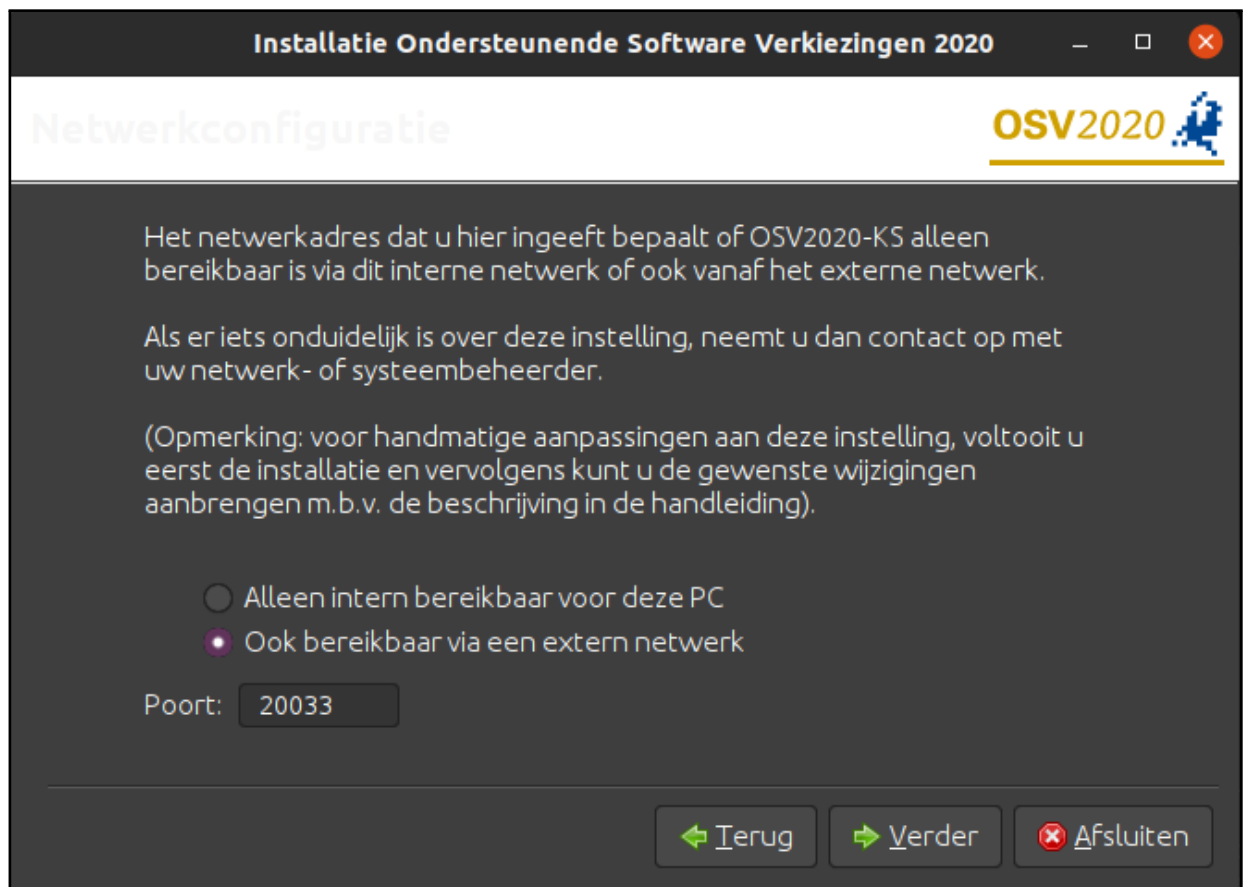 Installatie Ondersteunende Software Verkiezingen 2020
Netwerkconfiguratie
OSV2020
Het netwerkadres dat u hier ingeeft bepaalt of OSV2020-KS alleen
bereikbaar is via dit interne netwerk of ook vanaf het externe netwerk.
Als er iets onduidelijk is over deze instelling, neemt u dan contact op met
uw netwerk- of systeembeheerder.
(Opmerking: voor handmatige aanpassingen aan deze instelling, voltooit u
eerst de installatie en vervolgens kunt u de gewenste wijzigingen
aanbrengen m.b.v. de beschrijving in de handleiding).
Alleen intern bereikbaar voor deze PC
Ook bereikbaar via een extern netwerk
Poort: 20033
Terug Verder Afsluiten